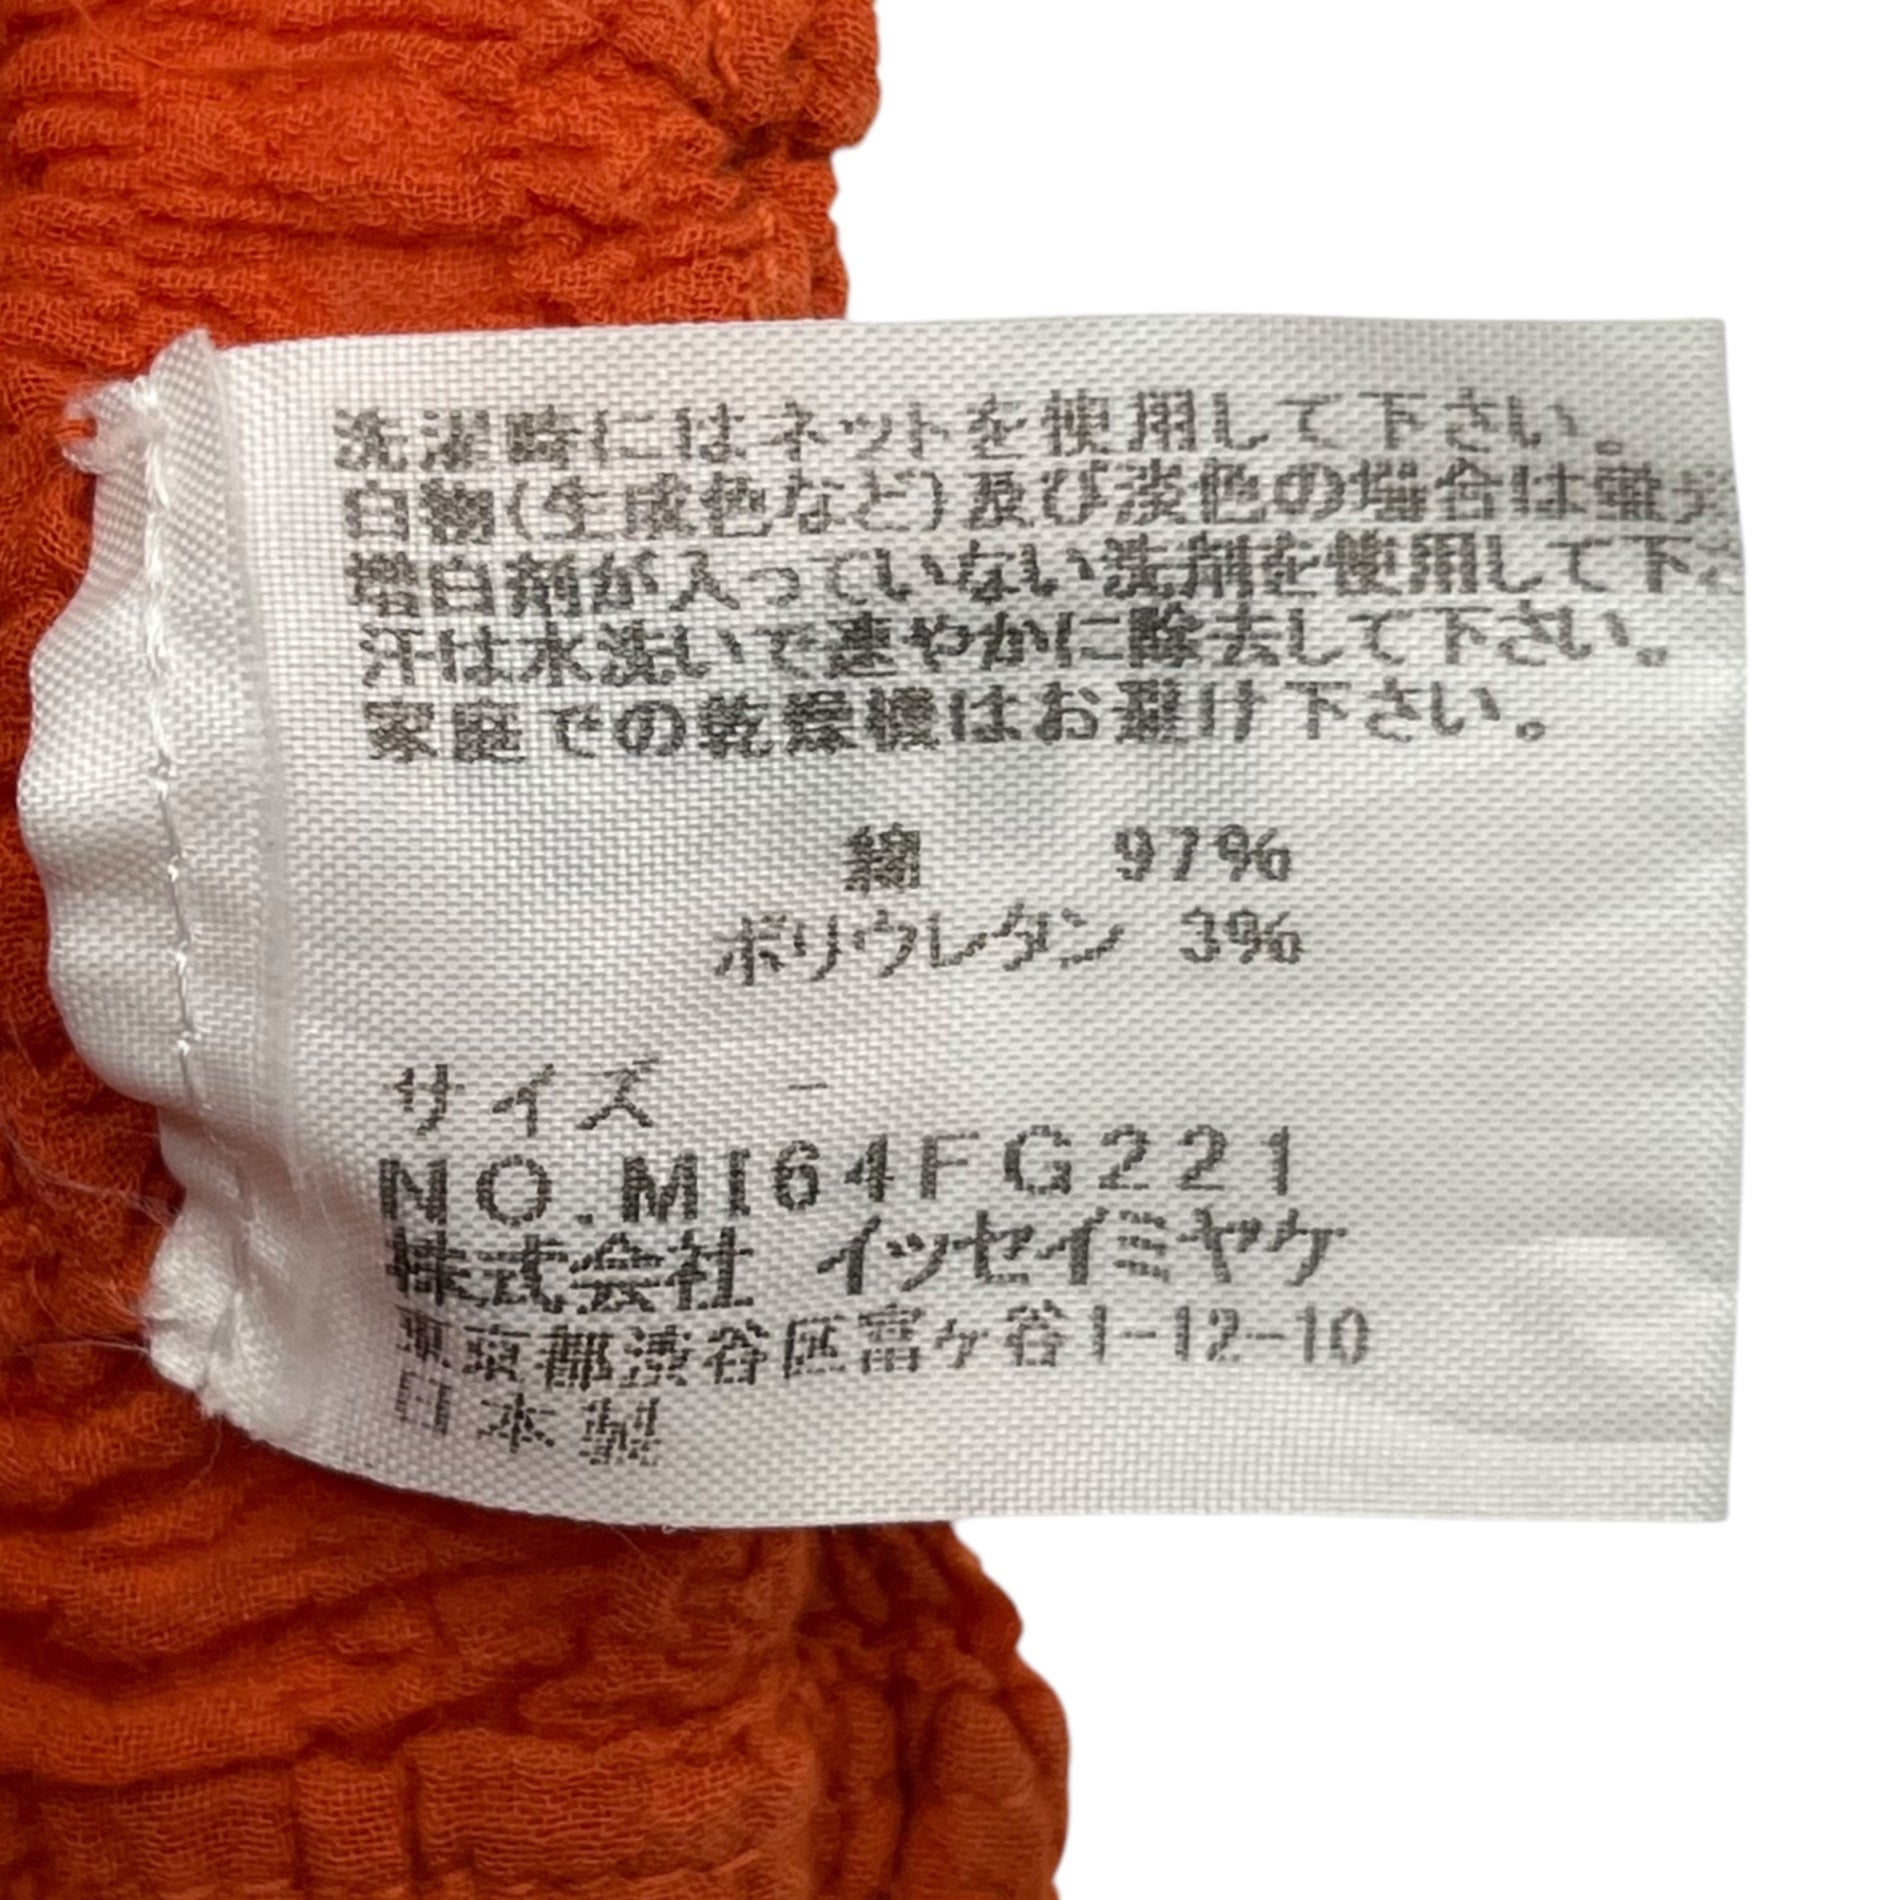 洗濯時にはネットを使用して下さい。
白物(生成色など)及び淡色の場合は蛍光
増白剤が入っていない洗剤を使用して下さ
汗は水洗いで速やかに除去して下さい。
家庭での乾燥機はお避け下さい。
綿 97%
ポリウレタン 3%
サイズ -
NO.MI64FG221
株式会社 イッセイミヤケ
東京都渋谷区富ヶ谷1-12-10
日本製